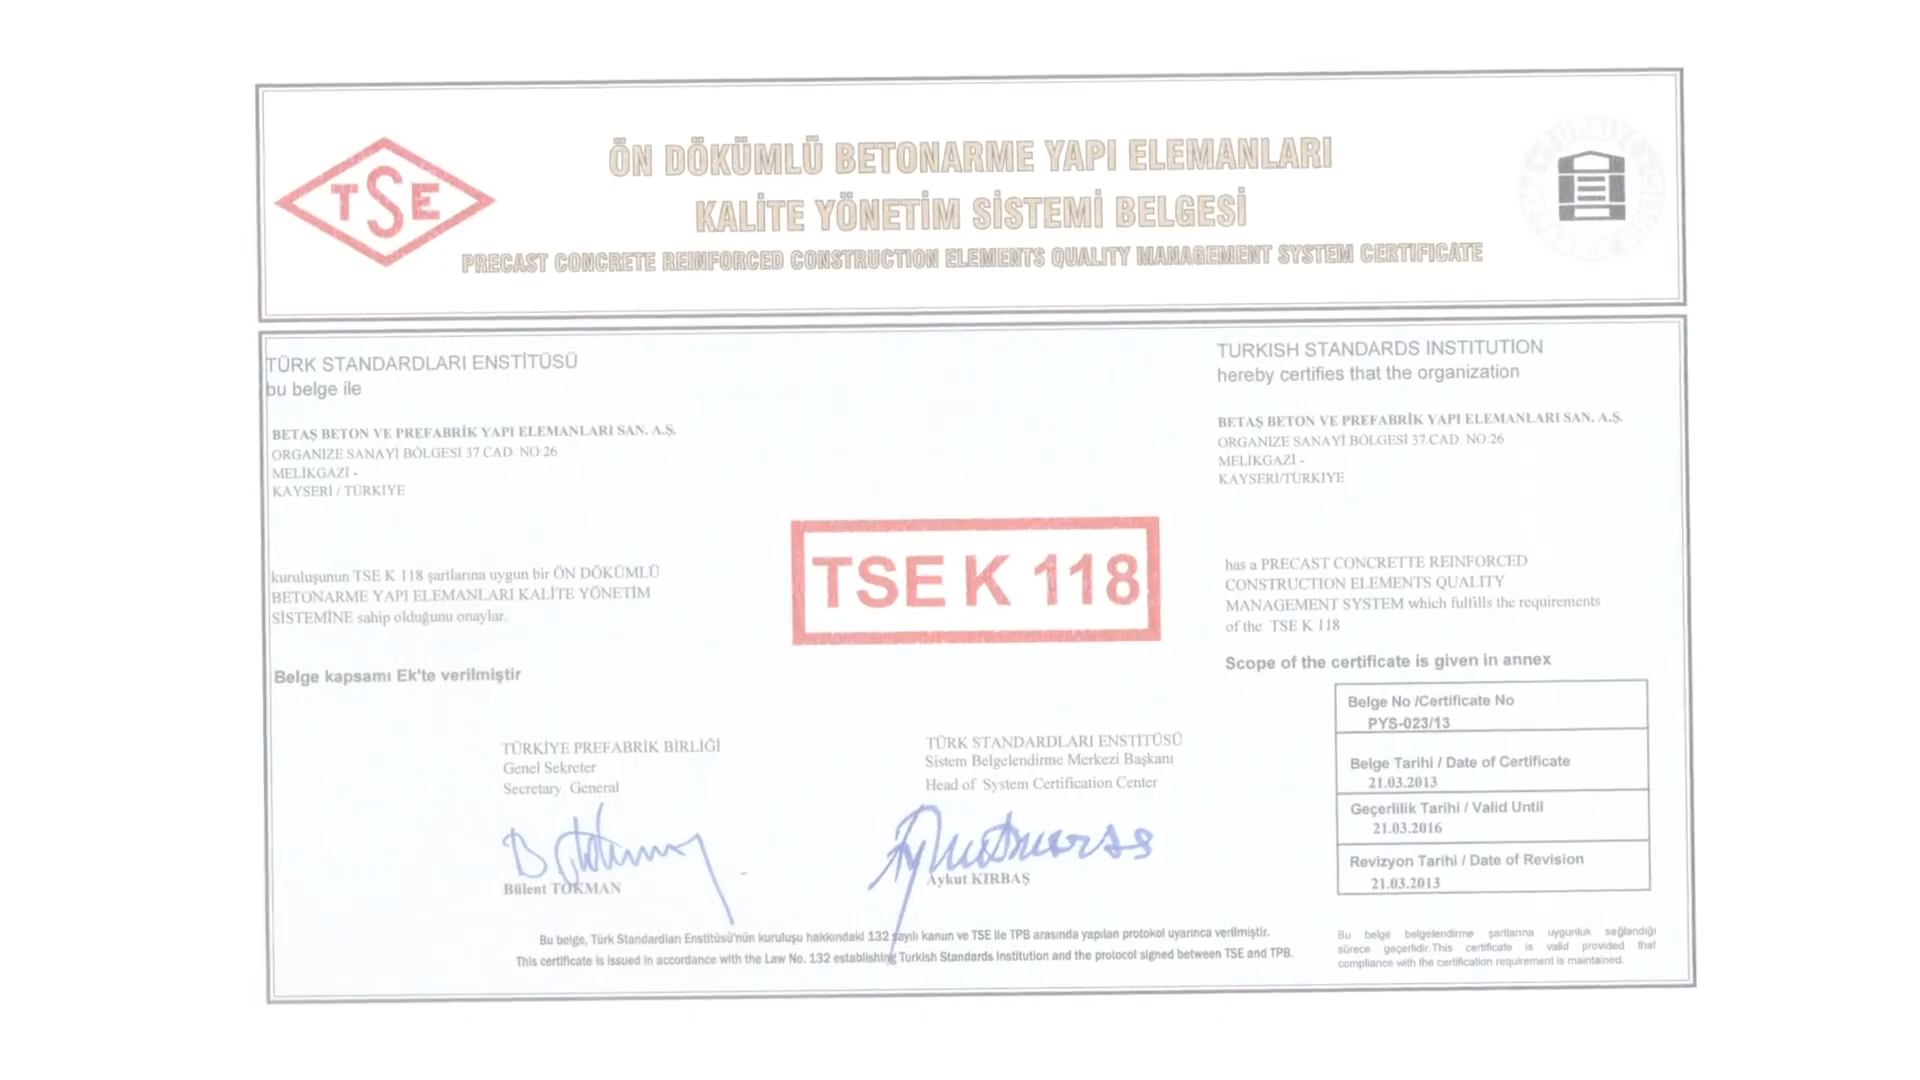 TSE
ÖN DÖKÜMLÜ BETONARME YAPI ELEMANLARI
KALİTE YÖNETİM SİSTEMİ BELGESİ
PRECAST CONCRETE REINFORCED CONSTRUCTION ELEMENTS QUALITY MANAGEMENT SYSTEM CERTIFICATE
TÜRK STANDARDLARI ENSTİTÜSÜ
bu belge ile
BETAŞ BETON VE PREFABRİK YAPI ELEMANLARI SAN. A.Ş.
ORGANIZE SANAYİ BÖLGESİ 37.CAD. NO:26
MELİKGAZİ -
KAYSERİ / TÜRKİYE
kuruluşunun TSE K 118 şartlarına uygun bir ÖN DÖKÜMLÜ
BETONARME YAPI ELEMANLARI KALİTE YÖNETİM
SİSTEMİNE sahip olduğunu onaylar.
Belge kapsamı Ek'te verilmiştir
TSE K 118
TURKISH STANDARDS INSTITUTION
hereby certifies that the organization
BETAŞ BETON VE PREFABRİK YAPI ELEMANLARI SAN. A.Ş.
ORGANIZE SANAYİ BÖLGESİ 37.CAD. NO.26
MELİKGAZİ -
KAYSERİ/TÜRKİYE
has a PRECAST CONCRETTE REINFORCED
CONSTRUCTION ELEMENTS QUALITY
MANAGEMENT SYSTEM which fulfills the requirements
of the TSE K 118
Scope of the certificate is given in annex
Belge No /Certificate No
PYS-023/13
Belge Tarihi / Date of Certificate
21.03.2013
Geçerlilik Tarihi / Valid Until
21.03.2016
Revizyon Tarihi / Date of Revision
21.03.2013
TÜRKİYE PREFABRİK BİRLİĞİ
Genel Sekreter
Secretary General
Bülent TOKMAN
TÜRK STANDARDLARI ENSTİTÜSÜ
Sistem Belgelendirme Merkezi Başkanı
Head of System Certification Center
Aykut KIRBAŞ
Bu belge, Türk Standardları Enstitüsü'nün kuruluşu hakkındaki 132 sayılı kanun ve TSE ile TPB arasında yapılan protokol uyarınca verilmiştir.
This certificate is issued in accordance with the Law No. 132 establishing Turkish Standards Institution and the protocol signed between TSE and TPB.
Bu belge belgelendirme şartlarına uygunluk sağlandığı
sürece geçerlidir.This certificate is valid provided that
compliance with the certification requirement is maintained.